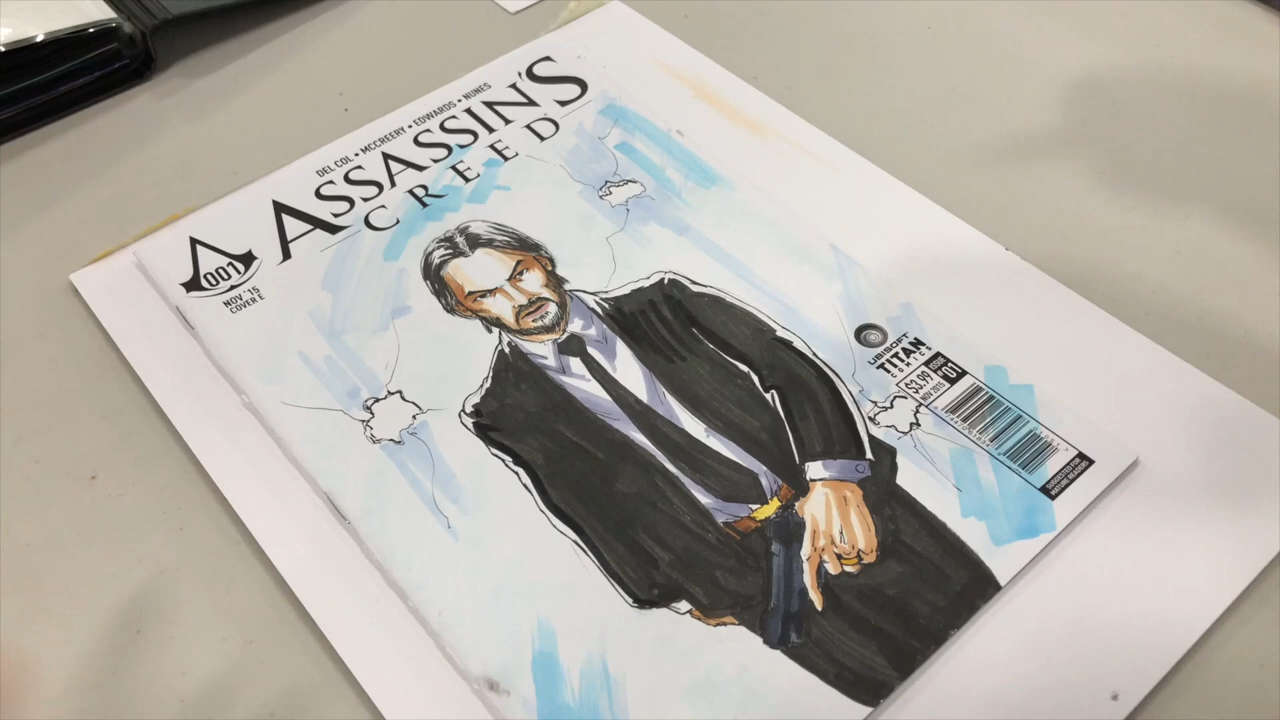 DEL COL • MCCREERY • EDWARDS • NUNES
ASSASSIN'S
CREED
001
NOV '15
COVER E
UBISOFT
TITAN
COMICS
$3.99
ISSUE
#01
NOV 2015
SUGGESTED FOR
MATURE READERS